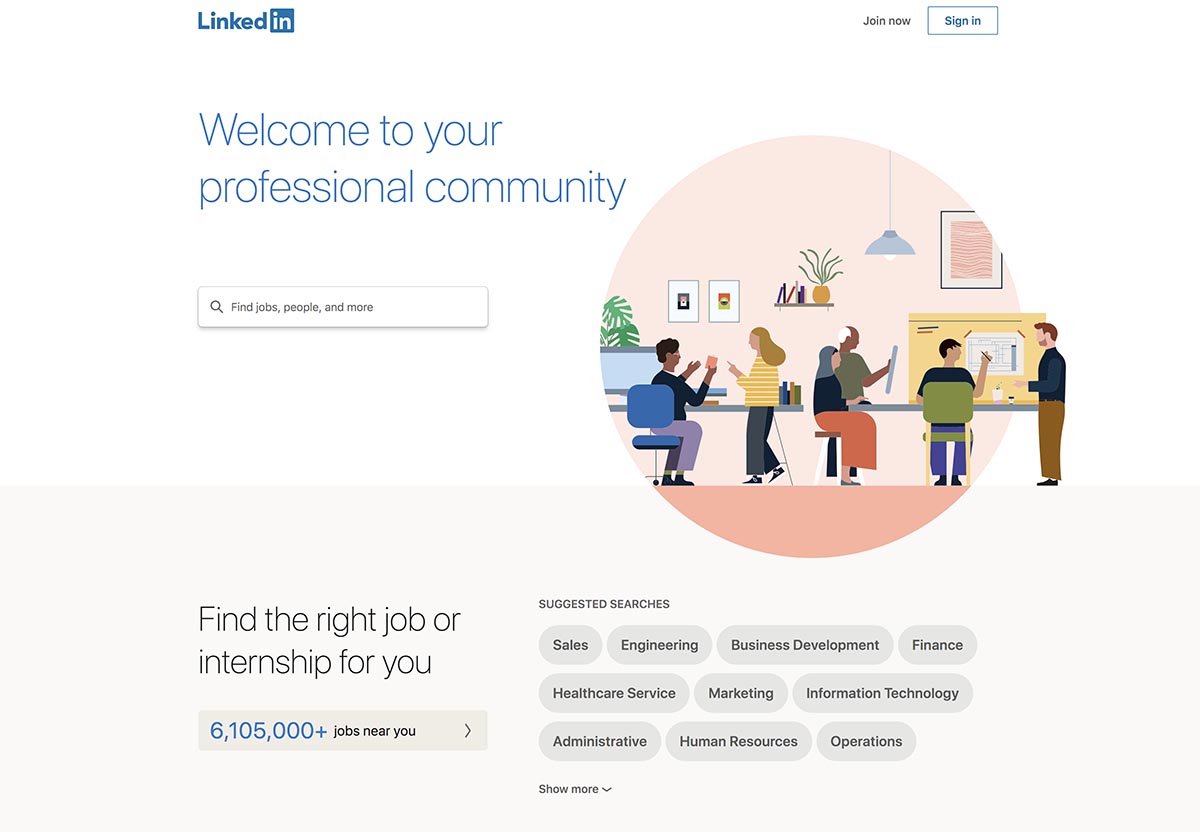 LinkedIn
Join now
Sign in
Welcome to your
professional community
Find jobs, people, and more
Find the right job or
internship for you
6,105,000+ jobs near you
SUGGESTED SEARCHES
Sales
Engineering
Business Development
Finance
Healthcare Service
Marketing
Information Technology
Administrative
Human Resources
Operations
Show more